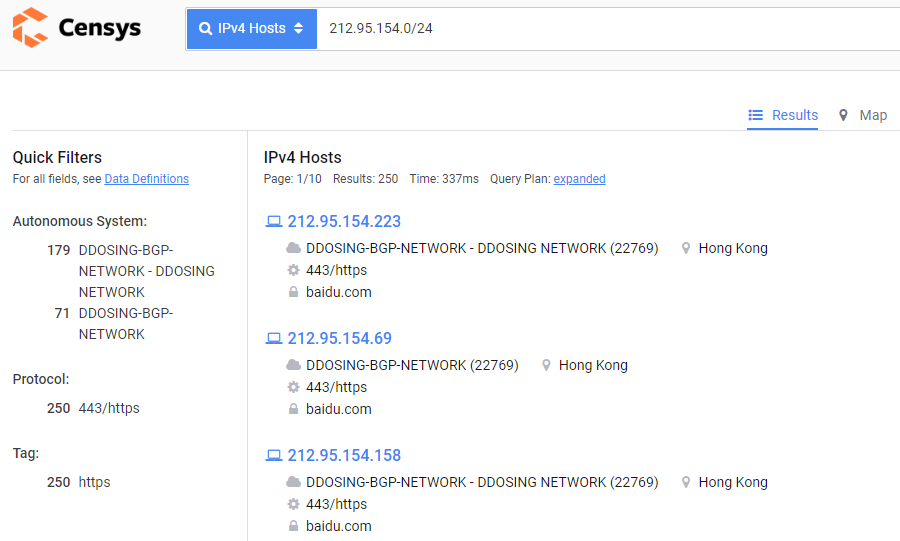 Censys
IPv4 Hosts
212.95.154.0/24
Results
Map
Quick Filters
For all fields, see Data Definitions
Autonomous System:
179 DDOSING-BGP-
NETWORK - DDOSING
NETWORK
71 DDOSING-BGP-
NETWORK
Protocol:
250 443/https
Tag:
250 https
IPv4 Hosts
Page: 1/10 Results: 250 Time: 337ms Query Plan: expanded
212.95.154.223
DDOSING-BGP-NETWORK - DDOSING NETWORK (22769) Hong Kong
443/https
baidu.com
212.95.154.69
DDOSING-BGP-NETWORK (22769) Hong Kong
443/https
baidu.com
212.95.154.158
DDOSING-BGP-NETWORK - DDOSING NETWORK (22769) Hong Kong
443/https
baidu.com